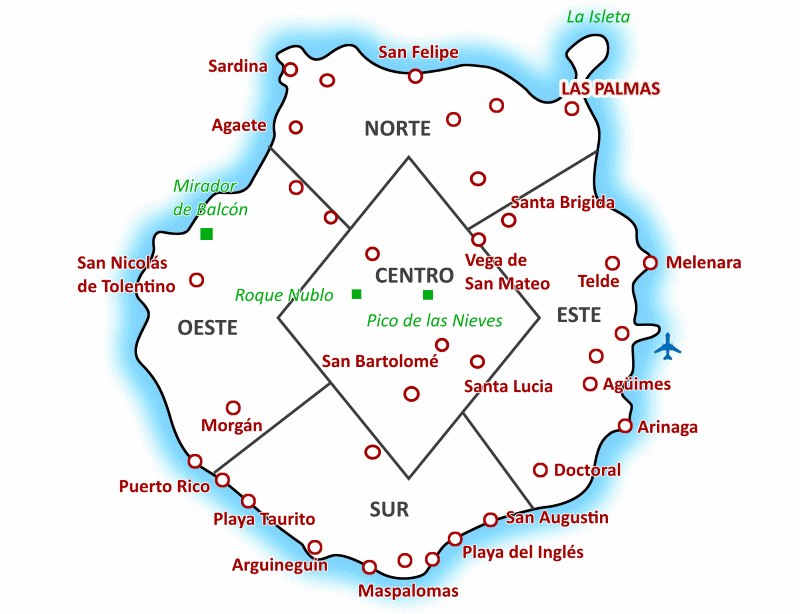 La Isleta
San Felipe
Sardina
LAS PALMAS
Agaete
NORTE
Mirador
de Balcón
Santa Brigida
San Nicolás
de Tolentino
Vega de
San Mateo
CENTRO
Telde
Melenara
Roque Nublo
Pico de las Nieves
OESTE
ESTE
San Bartolomé
Santa Lucia
Agüimes
Morgán
Arinaga
Doctoral
Puerto Rico
Playa Taurito
SUR
San Augustin
Arguineguin
Playa del Inglés
Maspalomas